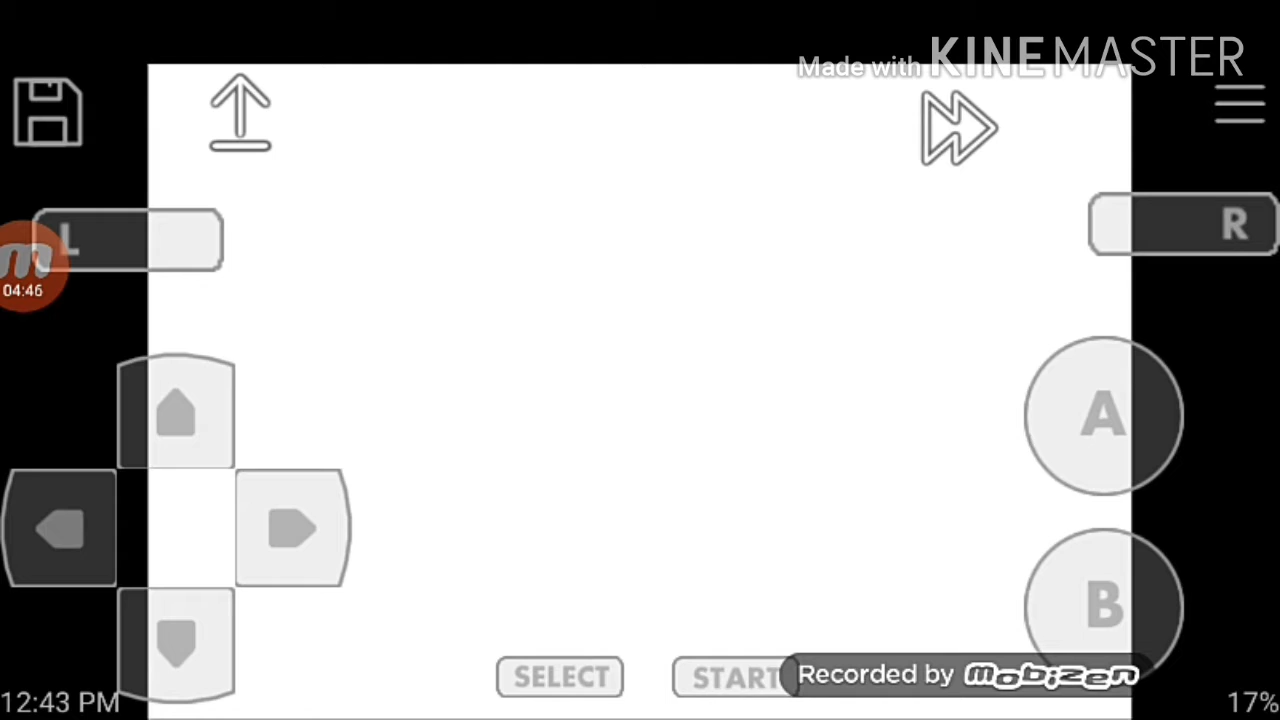 Made with KINEMASTER
L
R
04:46
A
B
SELECT
START
Recorded by mobizen
12:43 PM
17%